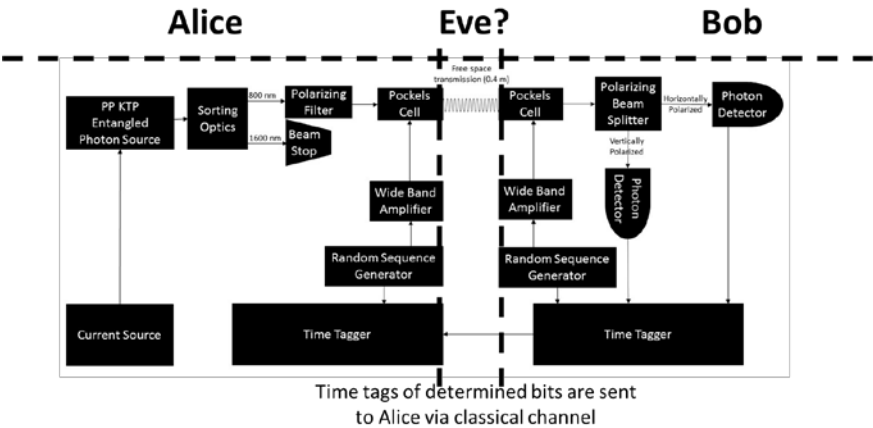 Alice
Eve?
Bob
Free space
transmission (0.4 m)
PP KTP
Entangled
Photon Source
Sorting
Optics
800 nm
1600 nm
Polarizing
Filter
Beam
Stop
Pockels
Cell
Pockels
Cell
Polarizing
Beam
Splitter
Horizontally
Polarized
Photon
Detector
Vertically
Polarized
Photon
Detector
Wide Band
Amplifier
Wide Band
Amplifier
Random Sequence
Generator
Random Sequence
Generator
Current Source
Time Tagger
Time Tagger
Time tags of determined bits are sent
to Alice via classical channel